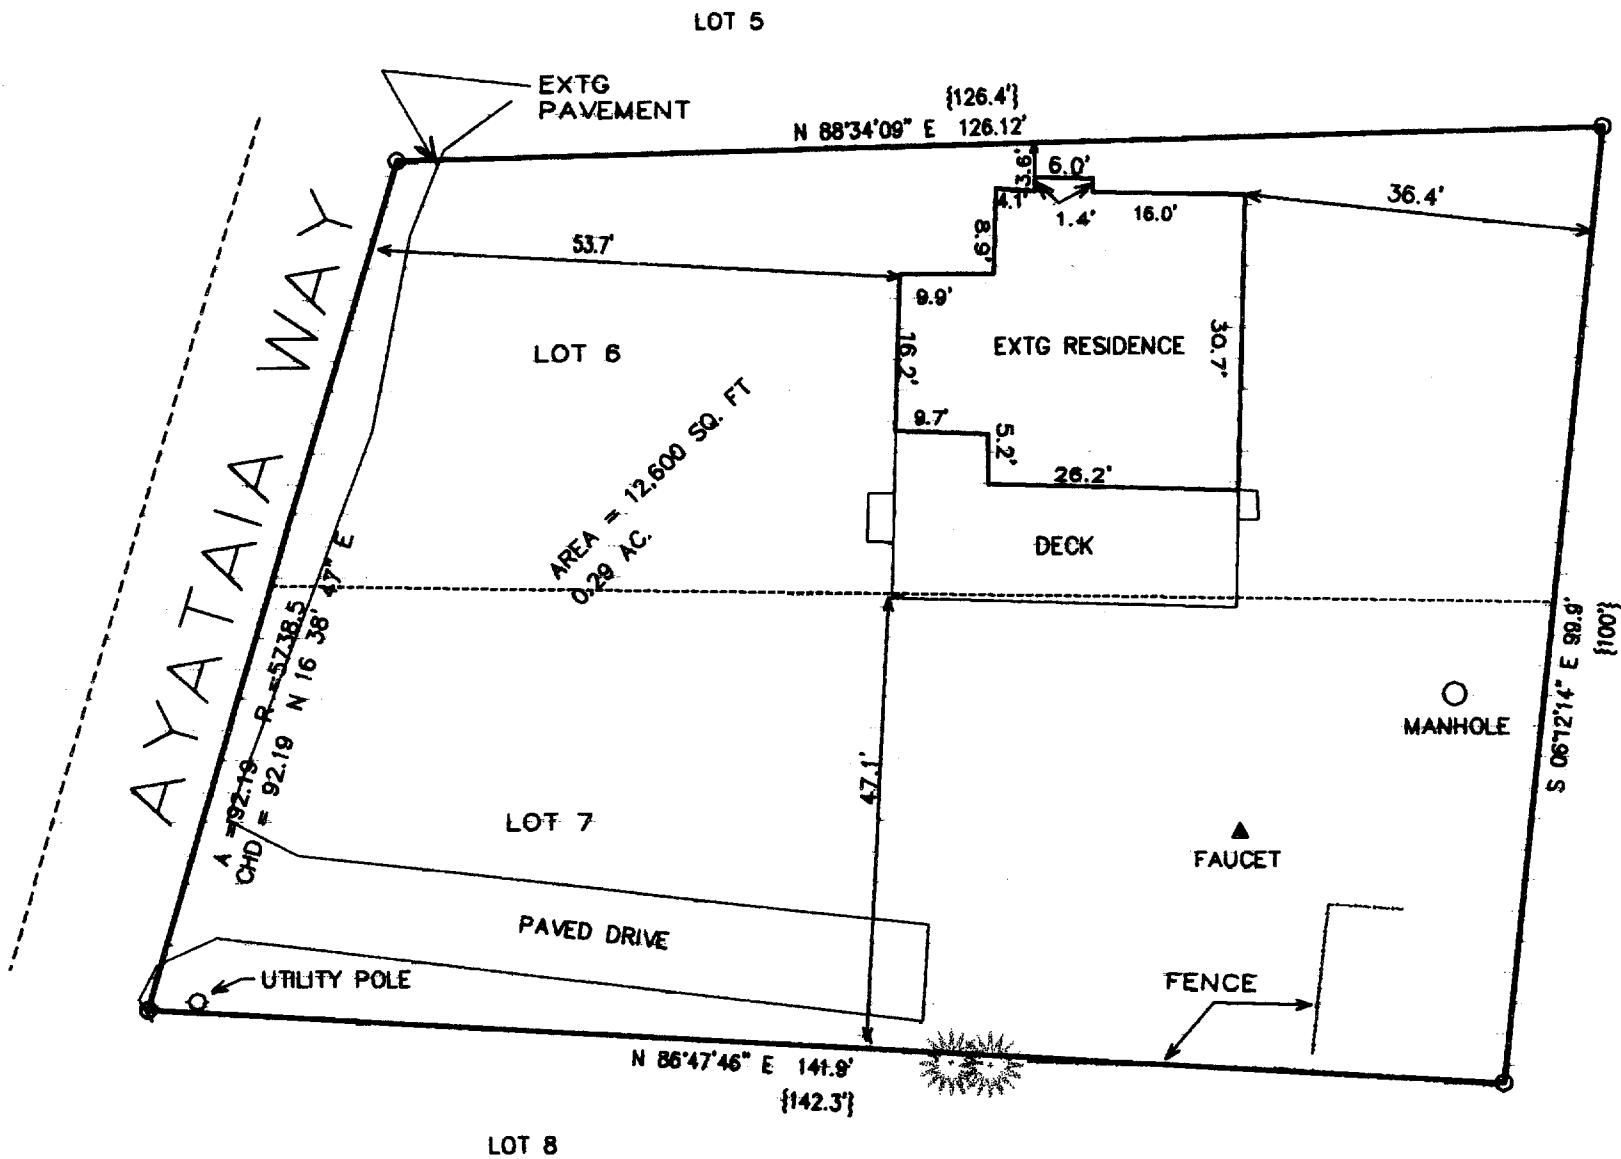 LOT 5
EXTG
PAVEMENT
{126.4'}
N 88°34'09" E 126.12'
3.6'
6.0'
4.1'
1.4'
16.0'
36.4'
8.9'
53.7'
9.9'
AYATAIA WAY
LOT 6
16.2'
EXTG RESIDENCE
30.7'
9.7'
5.2'
26.2'
AREA = 12,600 SQ. FT
0.29 AC.
DECK
A = 92.19 R = 5738.5
CHD = 92.19 N 16 38' 47" E
S 06°12'14" E 99.9'
{100'}
MANHOLE
47.1'
LOT 7
FAUCET
PAVED DRIVE
UTILITY POLE
FENCE
N 86°47'46" E 141.9'
{142.3'}
LOT 8